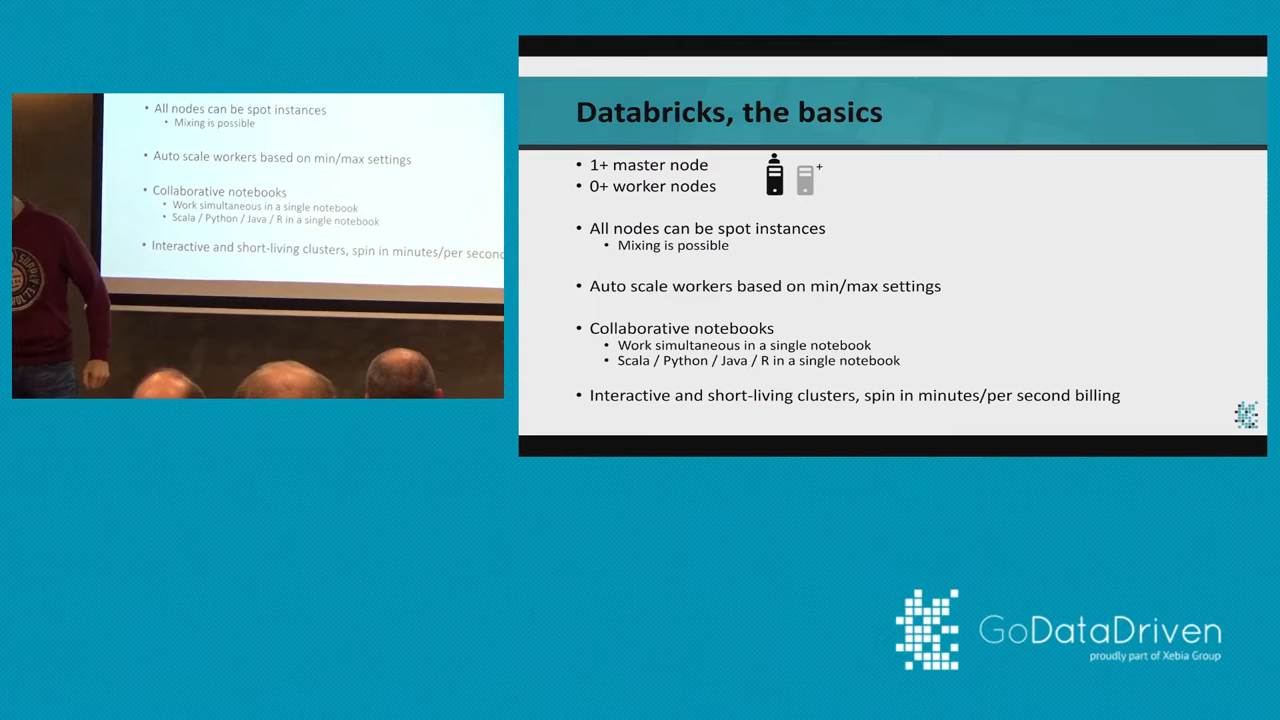 • All nodes can be spot instances
• Mixing is possible
• Auto scale workers based on min/max settings
• Collaborative notebooks
• Work simultaneous in a single notebook
• Scala / Python / Java / R in a single notebook
• Interactive and short-living clusters, spin in minutes/per second
Databricks, the basics
• 1+ master node
+
• 0+ worker nodes
• All nodes can be spot instances
• Mixing is possible
• Auto scale workers based on min/max settings
• Collaborative notebooks
• Work simultaneous in a single notebook
• Scala / Python / Java / R in a single notebook
• Interactive and short-living clusters, spin in minutes/per second billing
GoDataDriven
proudly part of Xebia Group